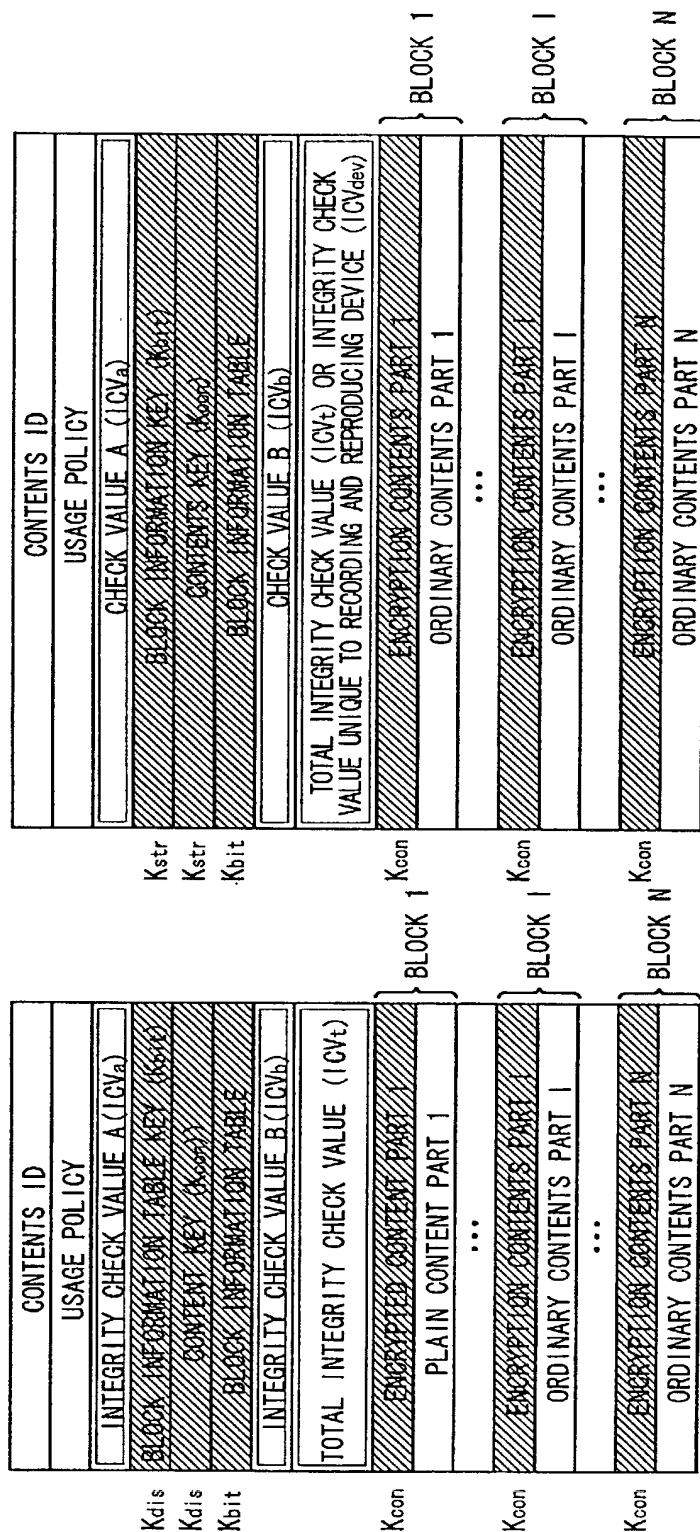 CONTENTS ID
USAGE POLICY
INTEGRITY CHECK VALUE A (ICVa)
Kdis BLOCK INFORMATION TABLE KEY (Kbit)
Kdis CONTENT KEY (Kcon))
Kbit BLOCK INFORMATION TABLE
INTEGRITY CHECK VALUE B (ICVb)
TOTAL INTEGRITY CHECK VALUE (ICVt)
Kcon ENCRYPTED CONTENT PART 1
PLAIN CONTENT PART 1
BLOCK 1
...
Kcon ENCRYPTION CONTENTS PART I
ORDINARY CONTENTS PART I
BLOCK I
...
Kcon ENCRYPTION CONTENTS PART N
ORDINARY CONTENTS PART N
BLOCK N
CONTENTS ID
USAGE POLICY
CHECK VALUE A (ICVa)
Kstr BLOCK INFORMATION KEY (Kbit)
Kstr CONTENTS KEY (Kcon)
Kbit BLOCK INFORMATION TABLE
CHECK VALUE B (ICVb)
TOTAL INTEGRITY CHECK VALUE (ICVt) OR INTEGRITY CHECK
VALUE UNIQUE TO RECORDING AND REPRODUCING DEVICE (ICVdev)
Kcon ENCRYPTION CONTENTS PART 1
ORDINARY CONTENTS PART 1
BLOCK 1
...
Kcon ENCRYPTION CONTENTS PART I
ORDINARY CONTENTS PART I
BLOCK I
...
Kcon ENCRYPTION CONTENTS PART N
ORDINARY CONTENTS PART N
BLOCK N